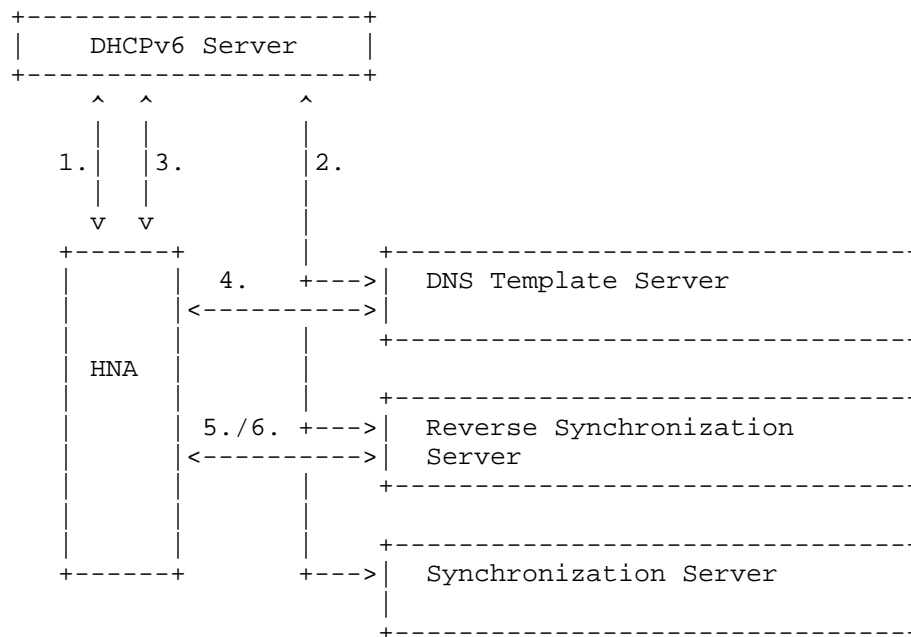 DHCPv6 Server
1. 3. 2.
4. DNS Template Server
HNA
5./6. Reverse Synchronization
Server
Synchronization Server